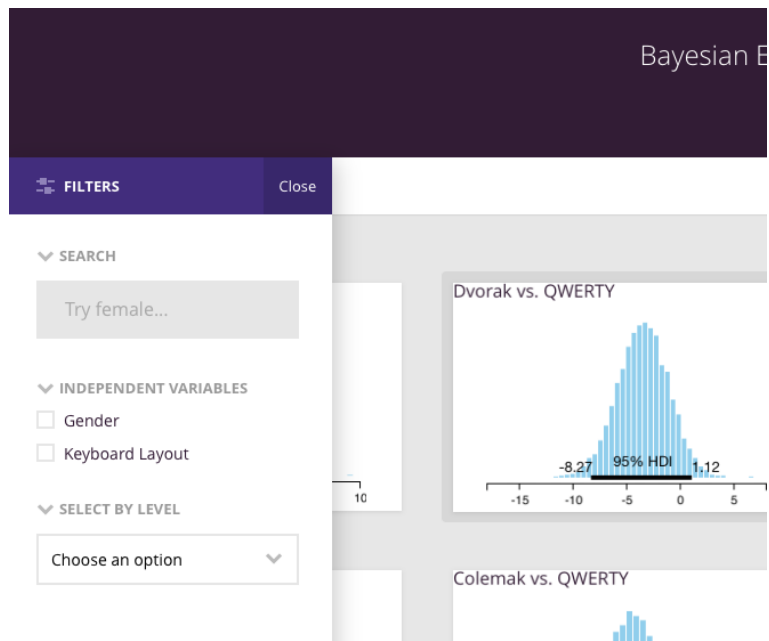 Bayesian E
FILTERS
Close
SEARCH
Try female...
INDEPENDENT VARIABLES
Gender
Keyboard Layout
SELECT BY LEVEL
Choose an option
10
Dvorak vs. QWERTY
-8.27 95% HDI 1.12
-15 -10 -5 0 5
Colemak vs. QWERTY